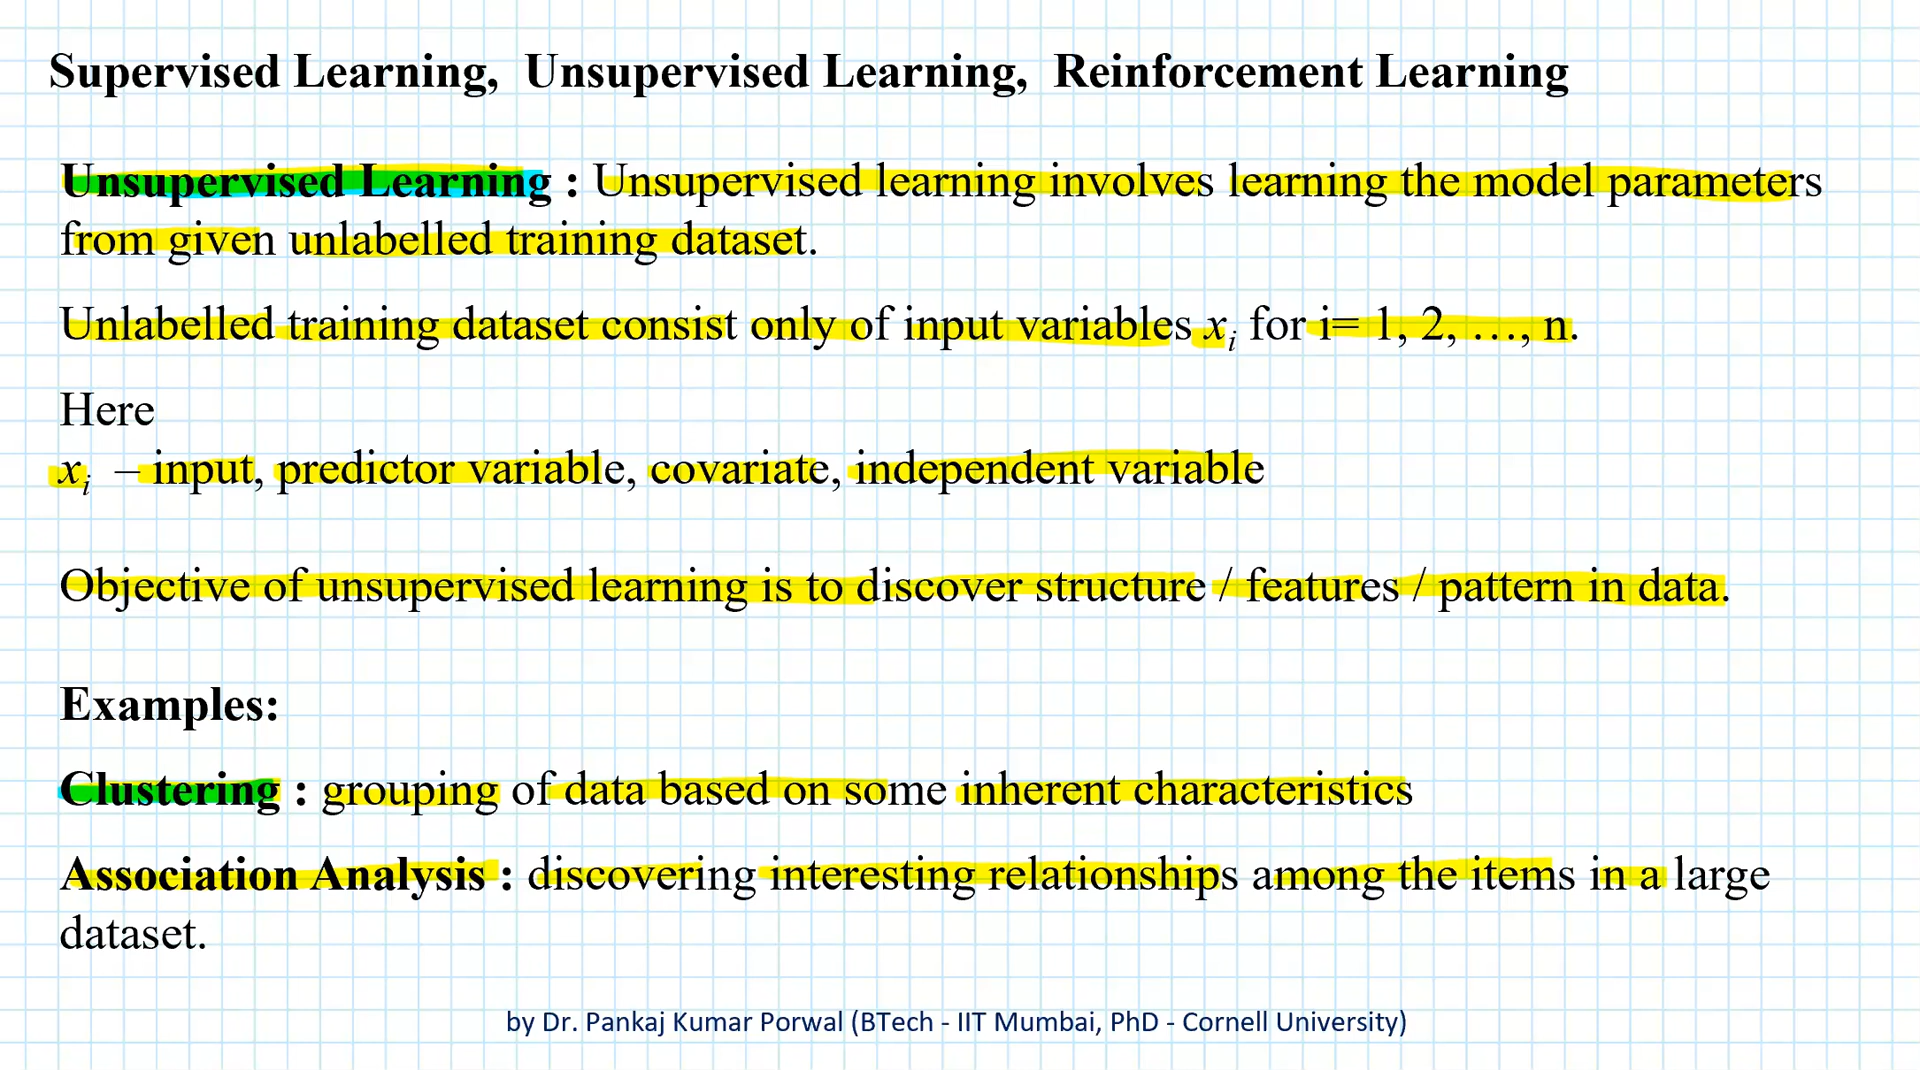 Supervised Learning, Unsupervised Learning, Reinforcement Learning
Unsupervised Learning : Unsupervised learning involves learning the model parameters
from given unlabelled training dataset.
Unlabelled training dataset consist only of input variables xᵢ for i= 1, 2, …, n.
Here
xᵢ – input, predictor variable, covariate, independent variable
Objective of unsupervised learning is to discover structure / features / pattern in data.
Examples:
Clustering : grouping of data based on some inherent characteristics
Association Analysis : discovering interesting relationships among the items in a large
dataset.
by Dr. Pankaj Kumar Porwal (BTech - IIT Mumbai, PhD - Cornell University)